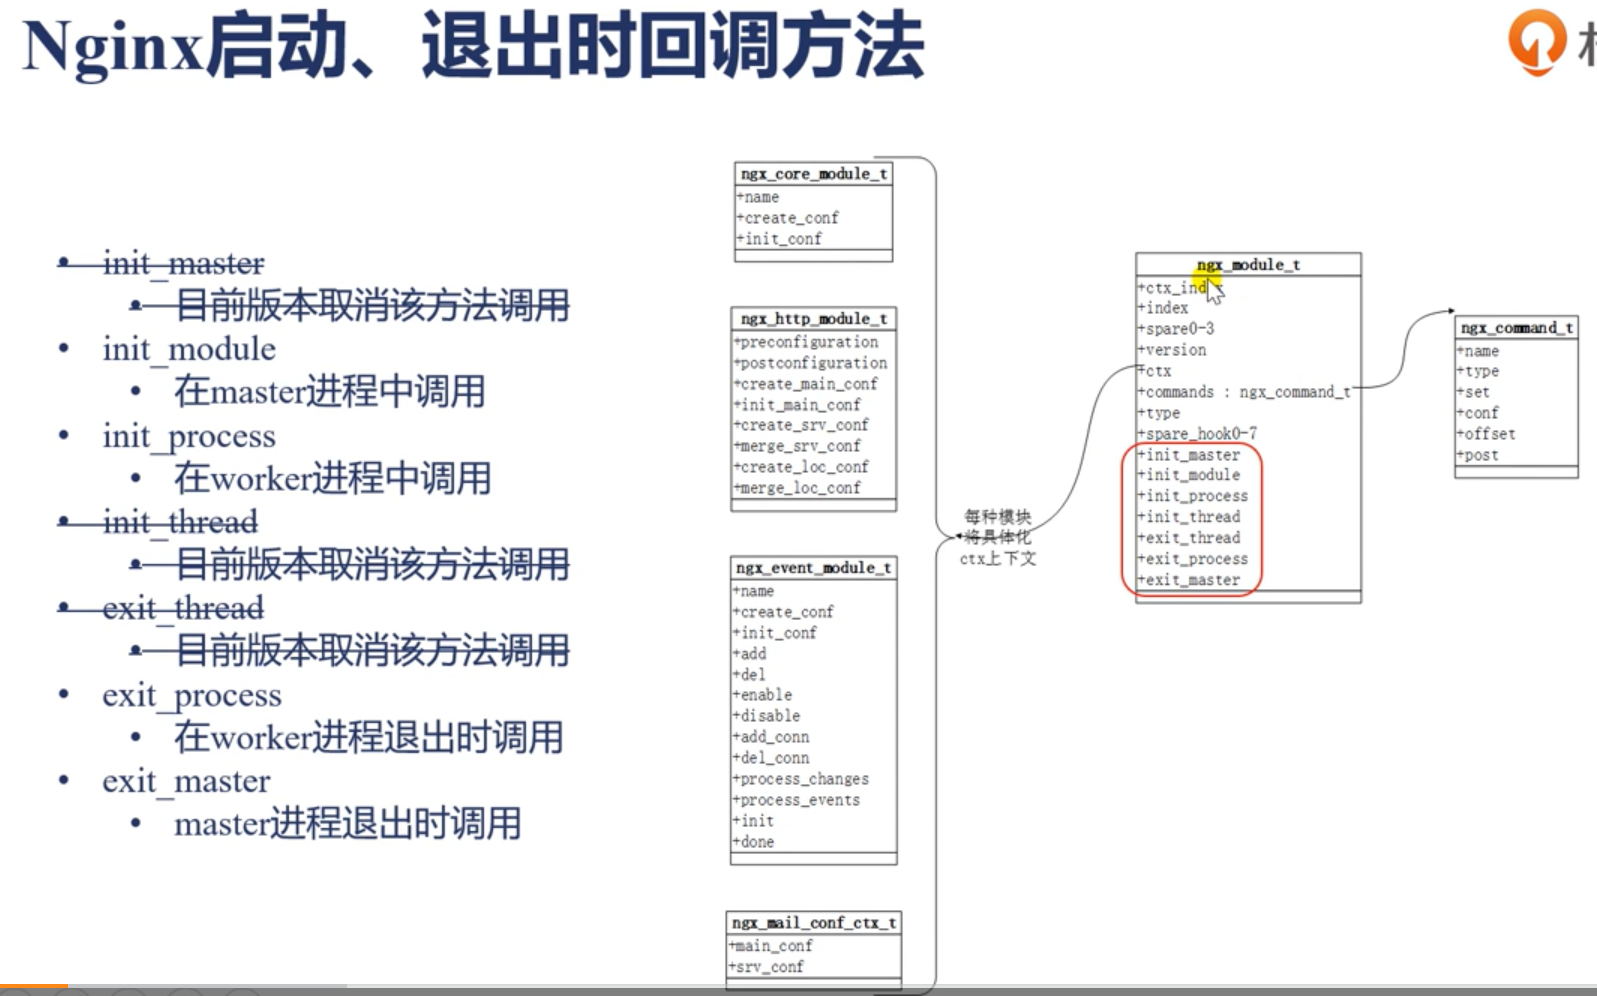 Nginx启动、退出时回调方法
• init_master
• 目前版本取消该方法调用
• init_module
• 在master进程中调用
• init_process
• 在worker进程中调用
• init_thread
• 目前版本取消该方法调用
• exit_thread
• 目前版本取消该方法调用
• exit_process
• 在worker进程退出时调用
• exit_master
• master进程退出时调用
ngx_core_module_t
+name
+create_conf
+init_conf
ngx_http_module_t
+preconfiguration
+postconfiguration
+create_main_conf
+init_main_conf
+create_srv_conf
+merge_srv_conf
+create_loc_conf
+merge_loc_conf
ngx_event_module_t
+name
+create_conf
+init_conf
+add
+del
+enable
+disable
+add_conn
+del_conn
+process_changes
+process_events
+init
+done
ngx_mail_conf_ctx_t
+main_conf
+srv_conf
每种模块
将具体化
ctx上下文
ngx_module_t
+index
+spare0-3
+version
+ctx
+commands : ngx_command_t
+type
+spare_hook0-7
+init_master
+init_module
+init_process
+init_thread
+exit_thread
+exit_process
+exit_master
ngx_command_t
+name
+type
+set
+conf
+offset
+post